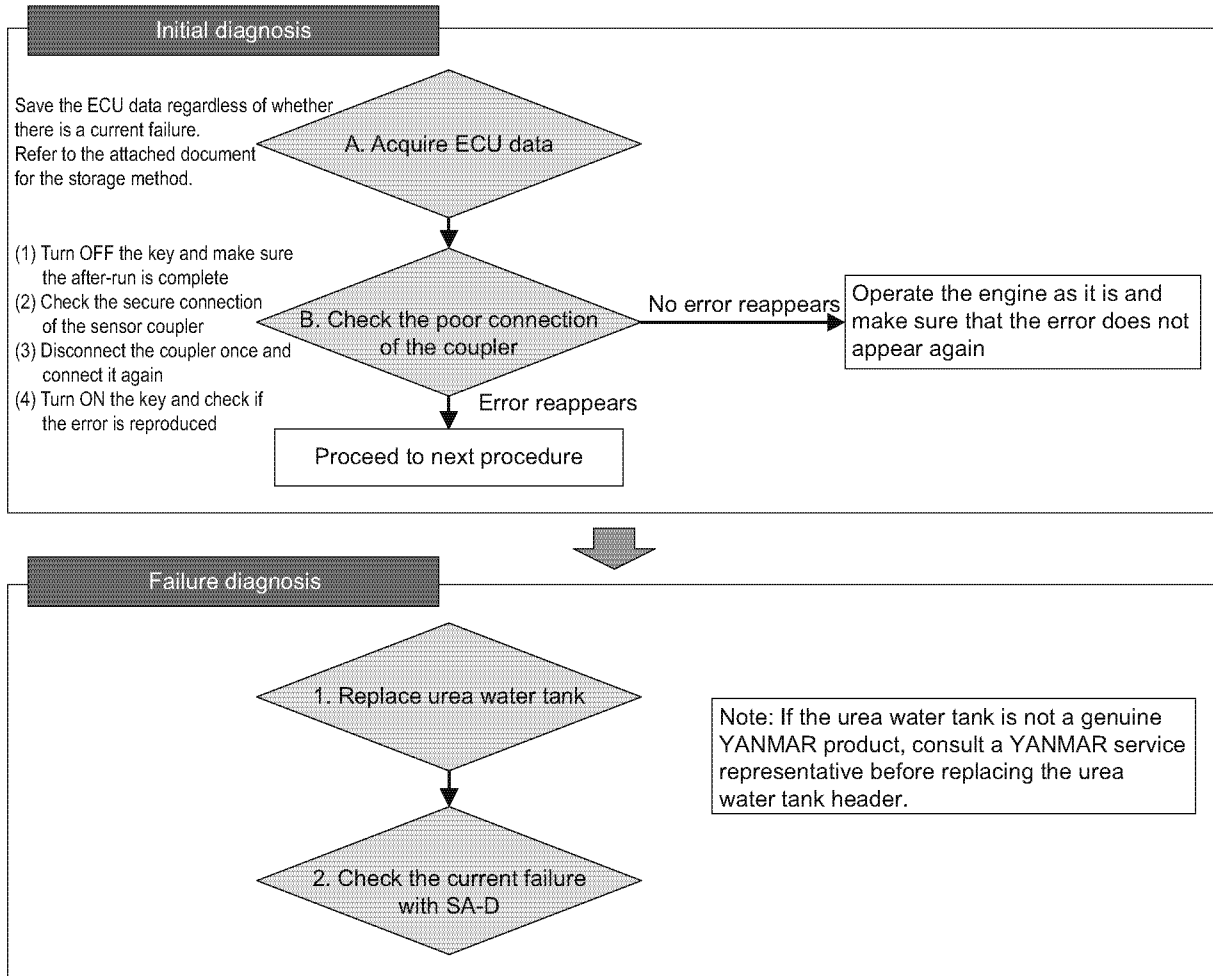 Initial diagnosis
Save the ECU data regardless of whether
there is a current failure.
Refer to the attached document
for the storage method.
A. Acquire ECU data
(1) Turn OFF the key and make sure
the after-run is complete
(2) Check the secure connection
of the sensor coupler
(3) Disconnect the coupler once and
connect it again
(4) Turn ON the key and check if
the error is reproduced
B. Check the poor connection
of the coupler
No error reappears
Operate the engine as it is and
make sure that the error does not
appear again
Error reappears
Proceed to next procedure
Failure diagnosis
1. Replace urea water tank
Note: If the urea water tank is not a genuine
YANMAR product, consult a YANMAR service
representative before replacing the urea
water tank header.
2. Check the current failure
with SA-D